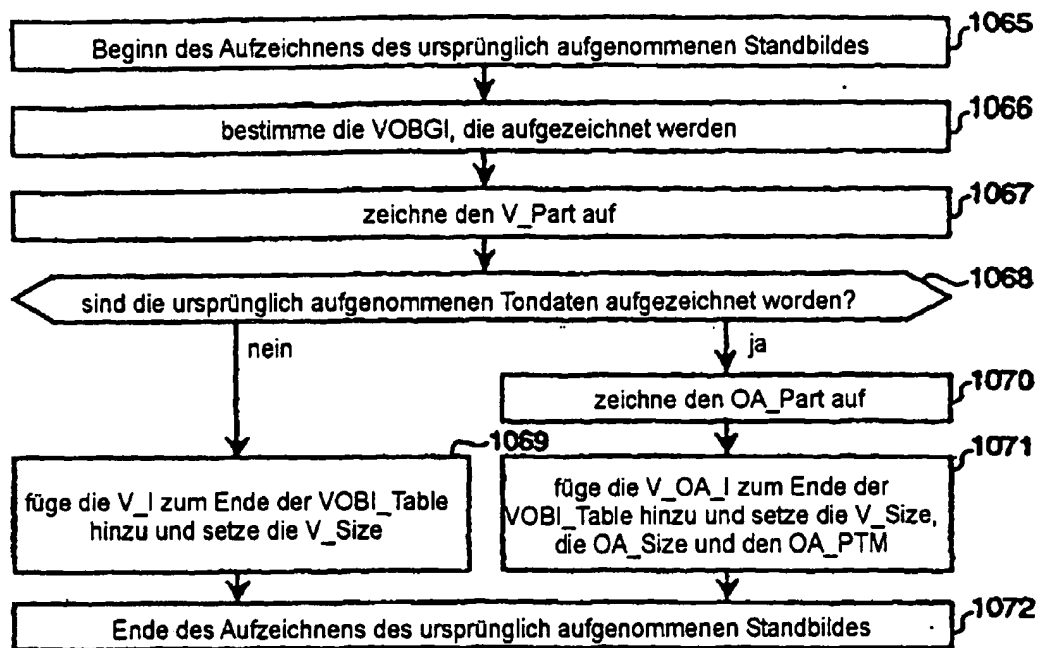 1065
Beginn des Aufzeichnens des ursprünglich aufgenommenen Standbildes
1066
bestimme die VOBGI, die aufgezeichnet werden
1067
zeichne den V_Part auf
1068
sind die ursprünglich aufgenommenen Tondaten aufgezeichnet worden?
nein
ja
1070
zeichne den OA_Part auf
1069
füge die V_I zum Ende der VOBI_Table
hinzu und setze die V_Size
1071
füge die V_OA_I zum Ende der
VOBI_Table hinzu und setze die V_Size,
die OA_Size und den OA_PTM
1072
Ende des Aufzeichnens des ursprünglich aufgenommenen Standbildes